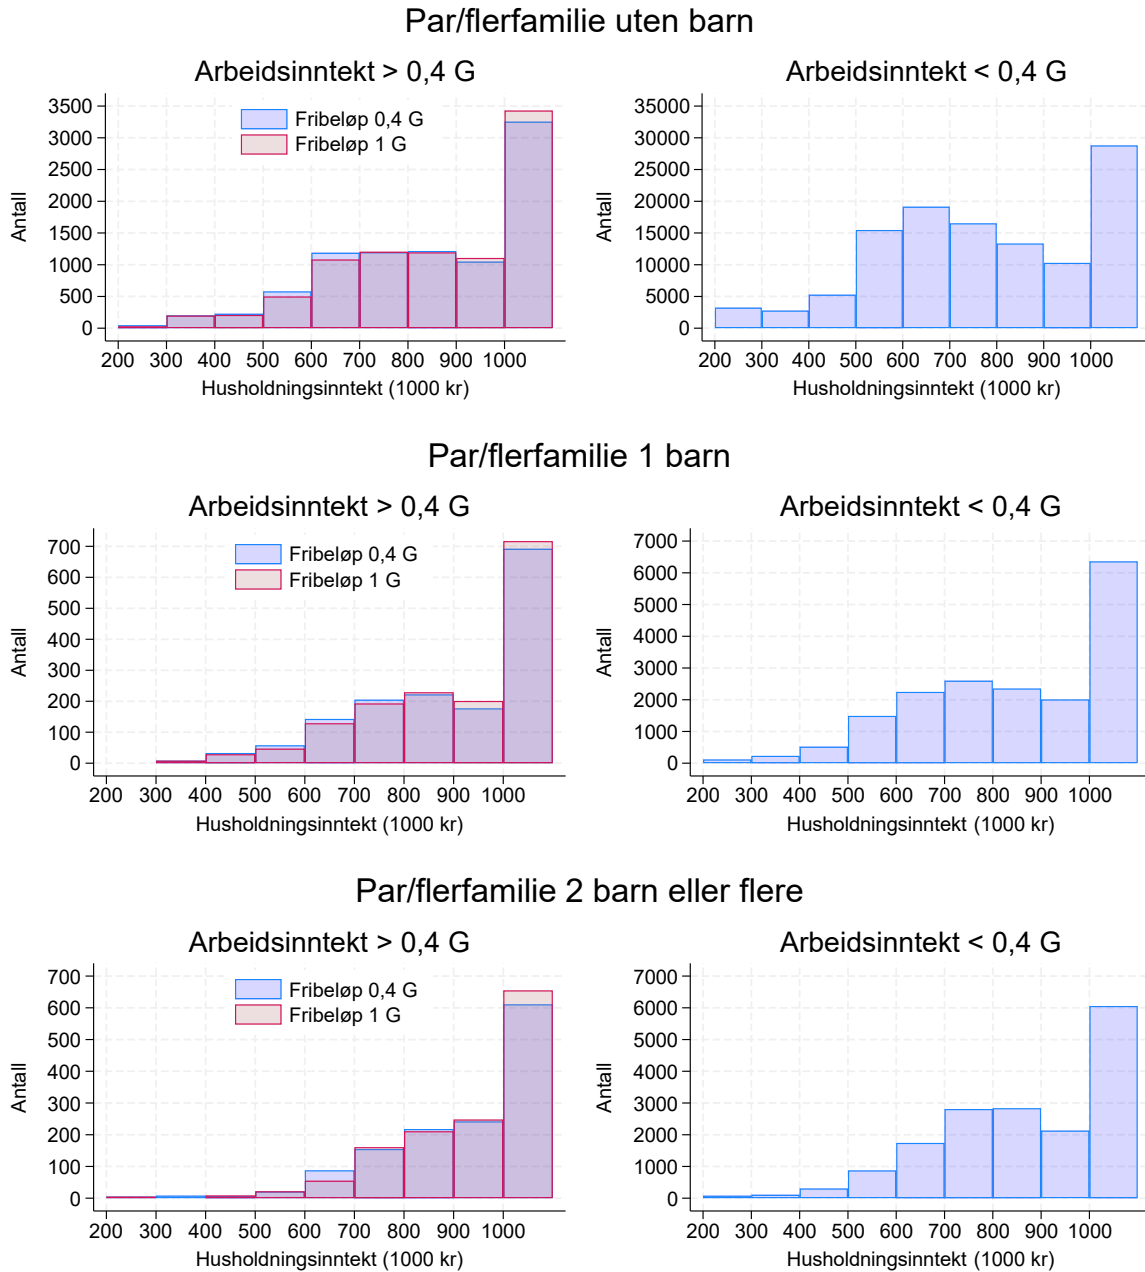 Par/flerfamilie uten barn
Arbeidsinntekt > 0,4 G
Fribeløp 0,4 G
Fribeløp 1 G
Antall
3500
3000
2500
2000
1500
1000
500
0
200 300 400 500 600 700 800 900 1000
Husholdningsinntekt (1000 kr)
Arbeidsinntekt < 0,4 G
Antall
35000
30000
25000
20000
15000
10000
5000
0
200 300 400 500 600 700 800 900 1000
Husholdningsinntekt (1000 kr)
Par/flerfamilie 1 barn
Arbeidsinntekt > 0,4 G
Fribeløp 0,4 G
Fribeløp 1 G
Antall
700
600
500
400
300
200
100
0
200 300 400 500 600 700 800 900 1000
Husholdningsinntekt (1000 kr)
Arbeidsinntekt < 0,4 G
Antall
7000
6000
5000
4000
3000
2000
1000
0
200 300 400 500 600 700 800 900 1000
Husholdningsinntekt (1000 kr)
Par/flerfamilie 2 barn eller flere
Arbeidsinntekt > 0,4 G
Fribeløp 0,4 G
Fribeløp 1 G
Antall
700
600
500
400
300
200
100
0
200 300 400 500 600 700 800 900 1000
Husholdningsinntekt (1000 kr)
Arbeidsinntekt < 0,4 G
Antall
7000
6000
5000
4000
3000
2000
1000
0
200 300 400 500 600 700 800 900 1000
Husholdningsinntekt (1000 kr)